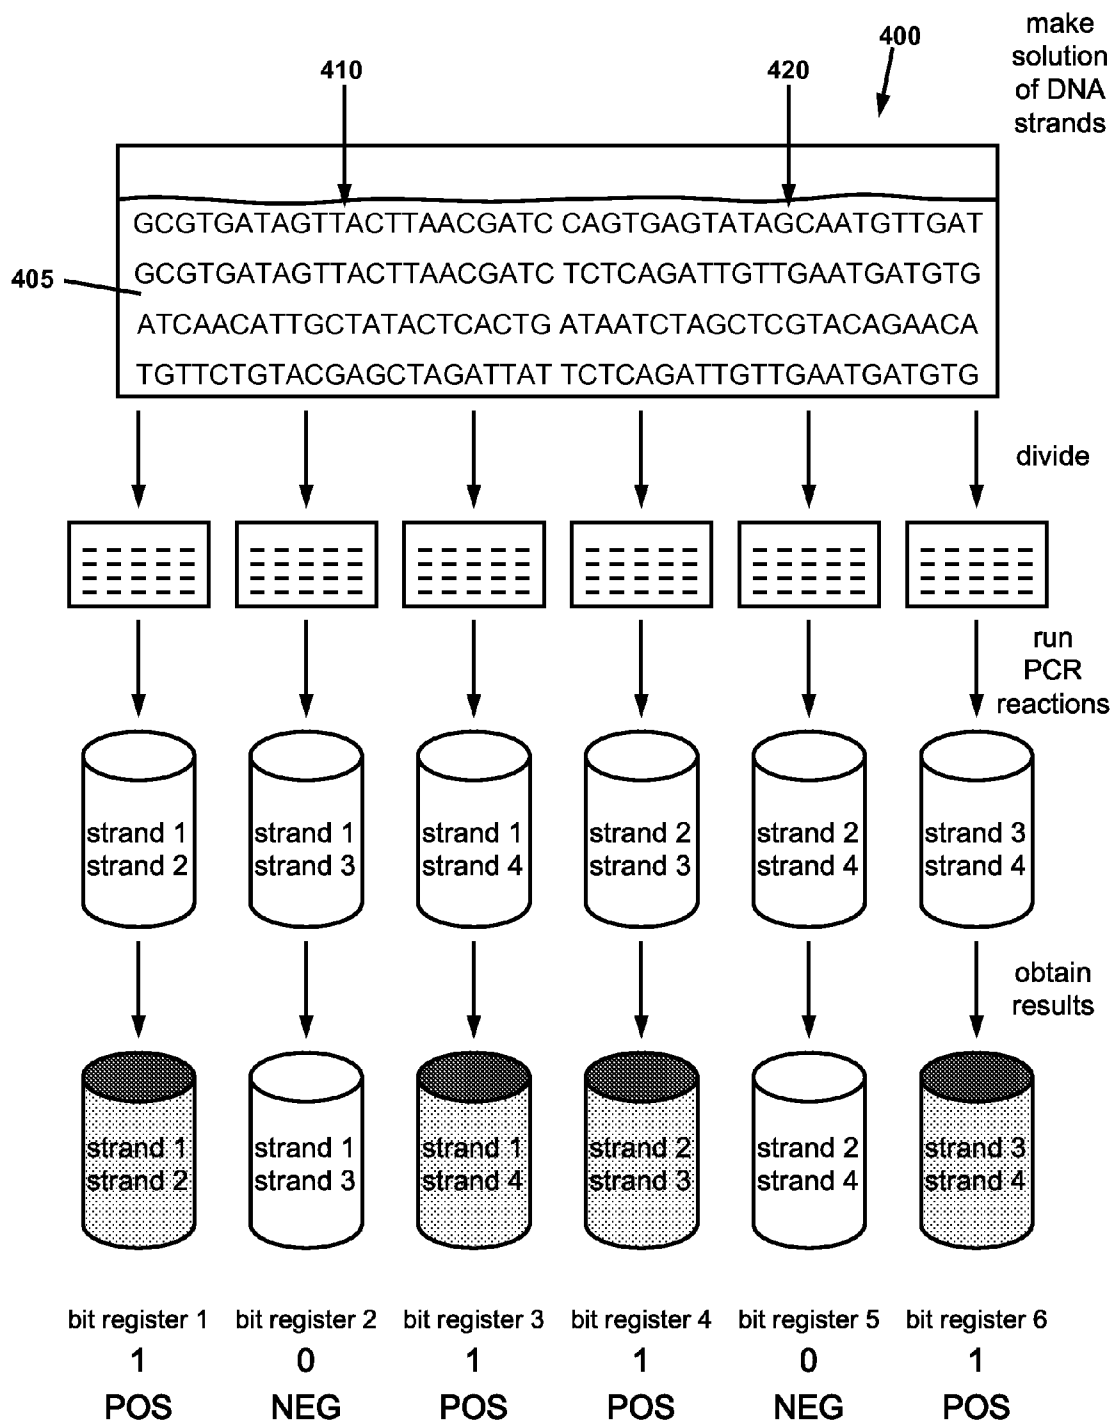 make
solution
of DNA
strands
400
410
420
GCGTGATAGTTACTTAACGATC CAGTGAGTATAGCAATGTTGAT
GCGTGATAGTTACTTAACGATC TCTCAGATTGTTGAATGATGTG
ATCAACATTGCTATACTCACTG ATAATCTAGCTCGTACAGAACA
TGTTCTGTACGAGCTAGATTAT TCTCAGATTGTTGAATGATGTG
405
divide
run
PCR
reactions
strand 1 strand 1 strand 1 strand 2 strand 2 strand 3
strand 2 strand 3 strand 4 strand 3 strand 4 strand 4
obtain
results
strand 1 strand 1 strand 1 strand 2 strand 2 strand 3
strand 2 strand 3 strand 4 strand 3 strand 4 strand 4
bit register 1 bit register 2 bit register 3 bit register 4 bit register 5 bit register 6
1 0 1 1 0 1
POS NEG POS POS NEG POS